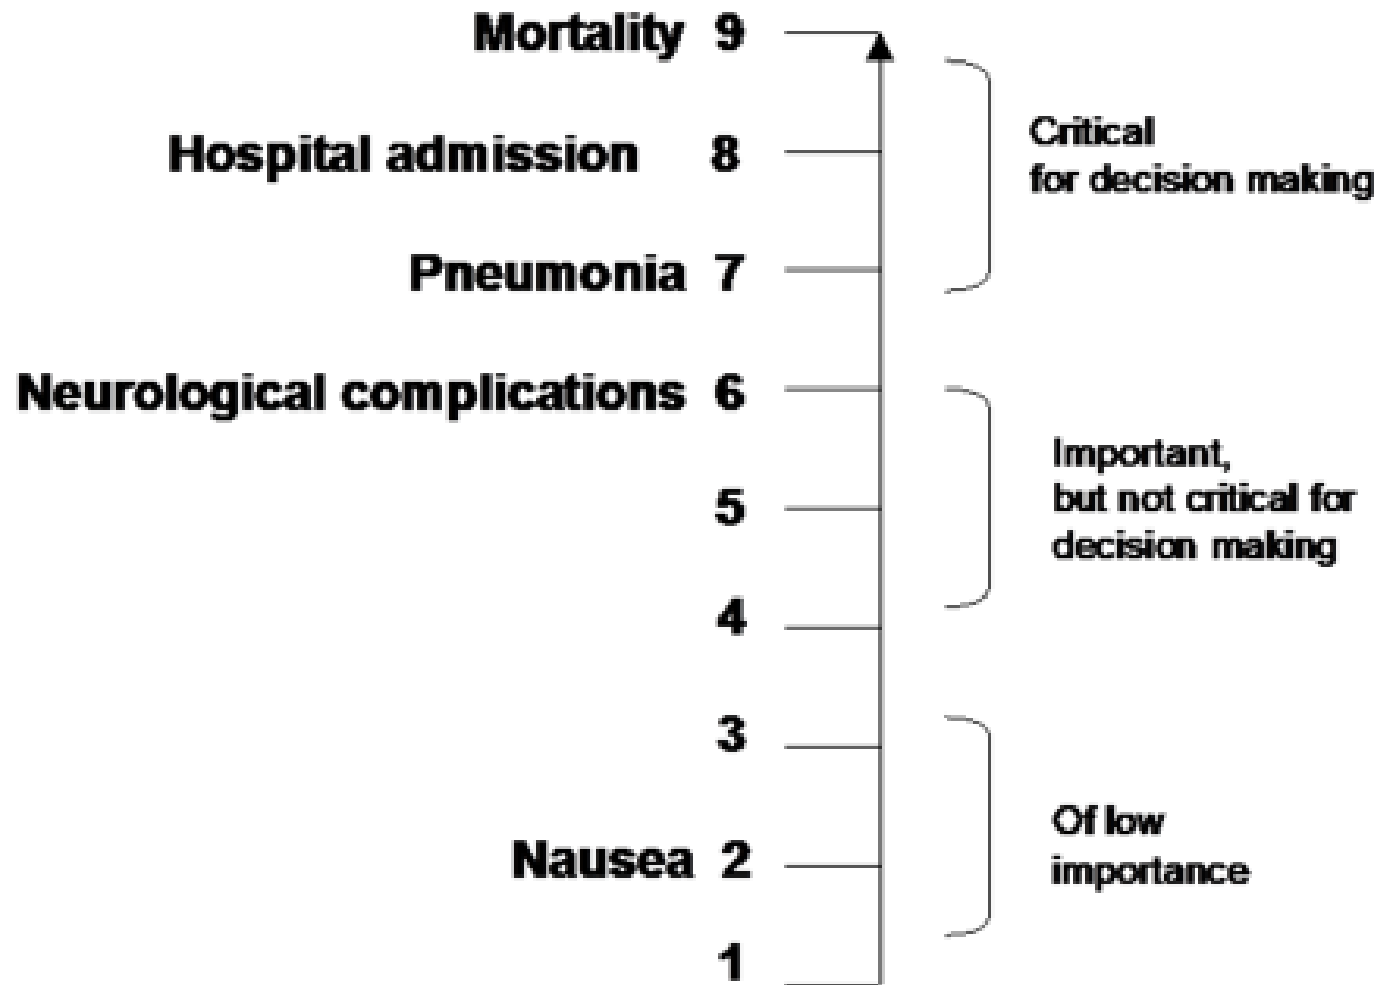 Mortality 9
Hospital admission 8
Critical
for decision making
Pneumonia 7
Neurological complications 6
Important,
but not critical for
decision making
5
4
3
Of low
importance
Nausea 2
1